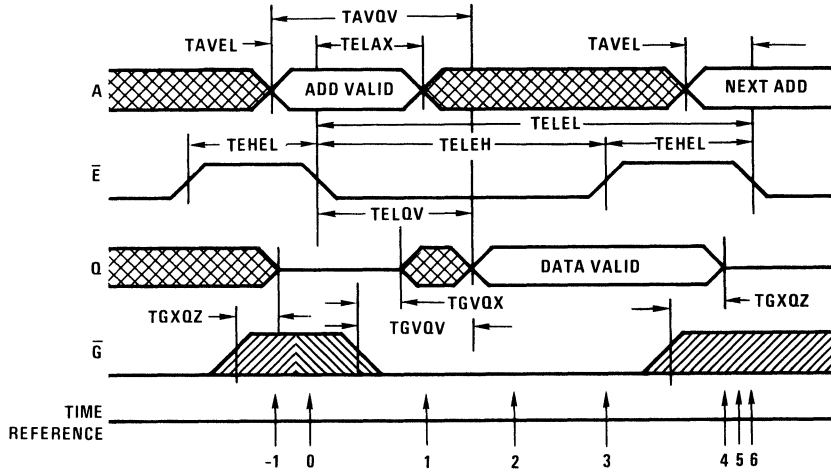 TAVQV
TAVEL TELAX TAVEL
A ADD VALID NEXT ADD
TELEL
TEHEL TELEH TEHEL
E̅
TELQV
Q DATA VALID
TGVQX
TGXQZ TGXQZ
TGVQV
G̅
TIME
REFERENCE
-1 0 1 2 3 4 5 6